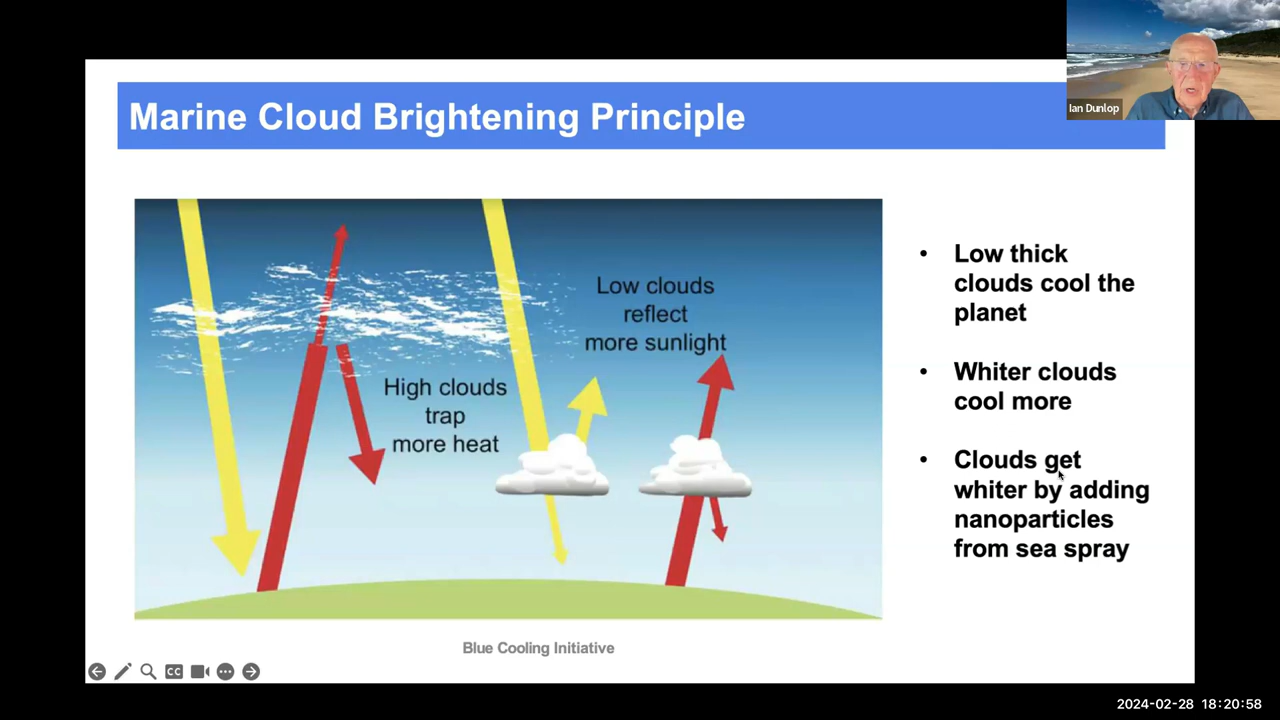 Marine Cloud Brightening Principle
Ian Dunlop
Low clouds
reflect
more sunlight
High clouds
trap
more heat
• Low thick
clouds cool the
planet
• Whiter clouds
cool more
• Clouds get
whiter by adding
nanoparticles
from sea spray
Blue Cooling Initiative
CC
2024-02-28 18:20:58